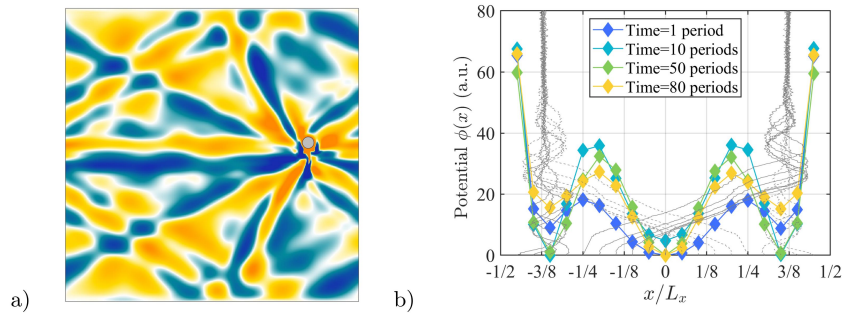 a)
b)
Potential ϕ(x) (a.u.)
80
60
40
20
0
Time=1 period
Time=10 periods
Time=50 periods
Time=80 periods
-1/2 -3/8 -1/4 -1/8 0 1/8 1/4 3/8 1/2
x/Lₓ